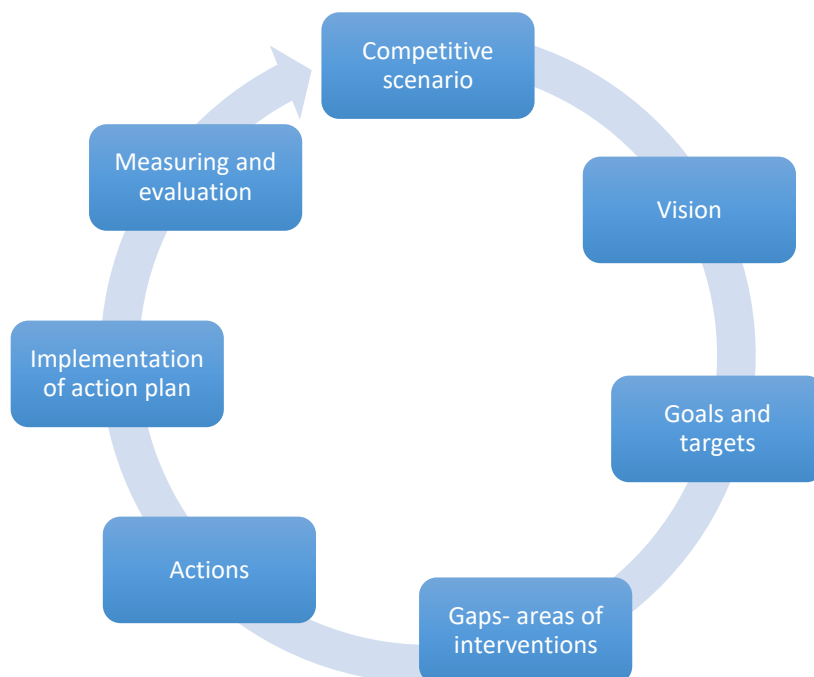 Competitive
scenario
Vision
Goals and
targets
Gaps- areas of
interventions
Actions
Implementation
of action plan
Measuring and
evaluation